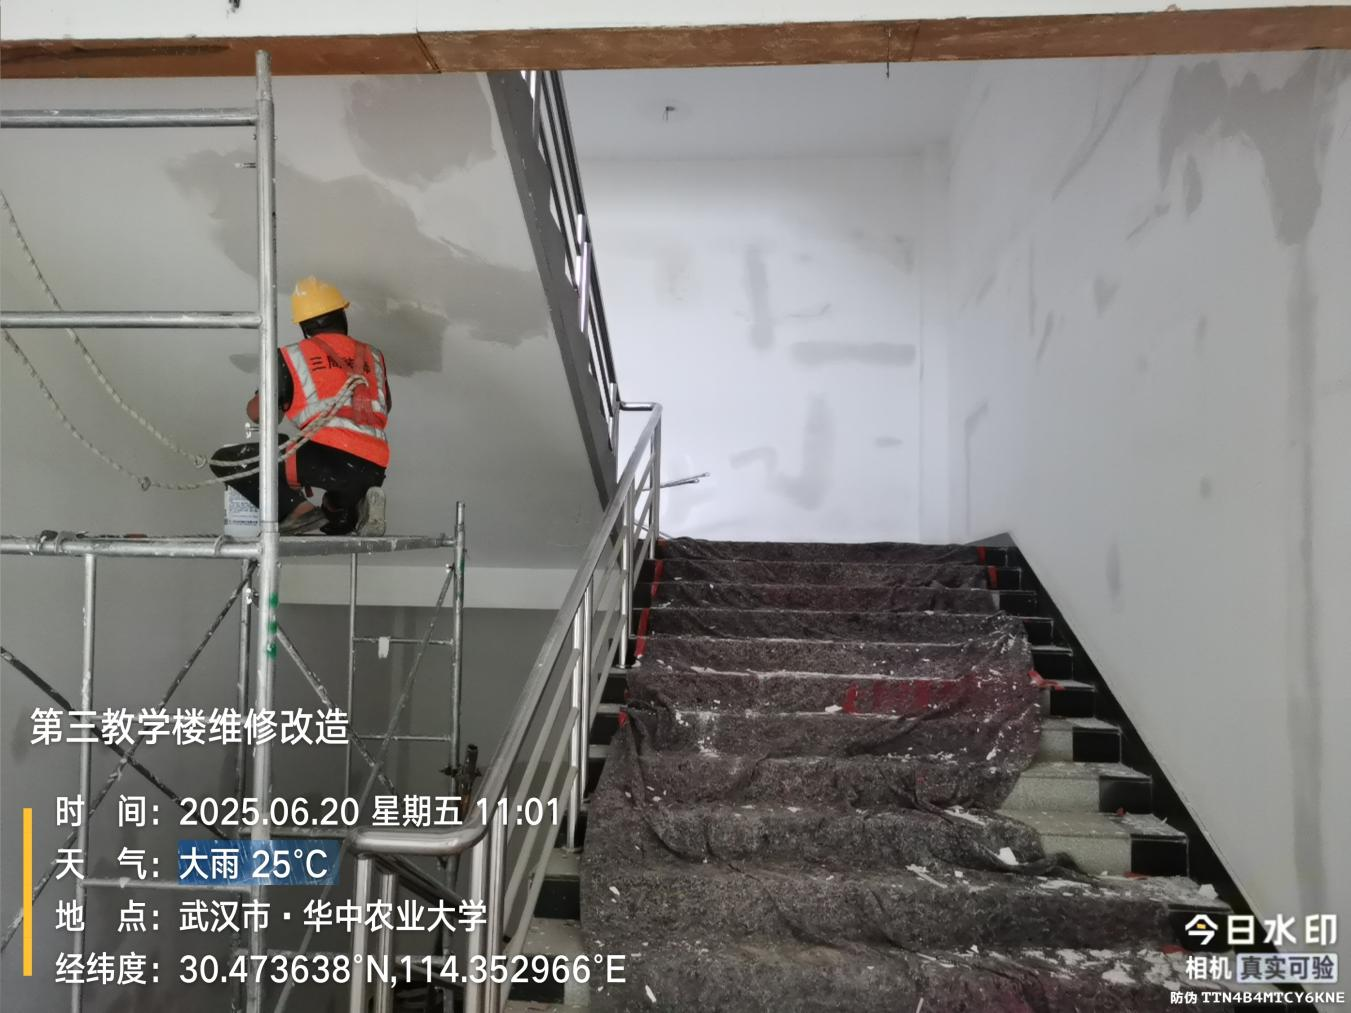 第三教学楼维修改造
时 间：2025.06.20 星期五 11:01
天 气：大雨 25°C
地 点：武汉市·华中农业大学
经纬度：30.473638°N,114.352966°E
今日水印
相机 真实可验
防伪 TTN4B4MTCY6KNE